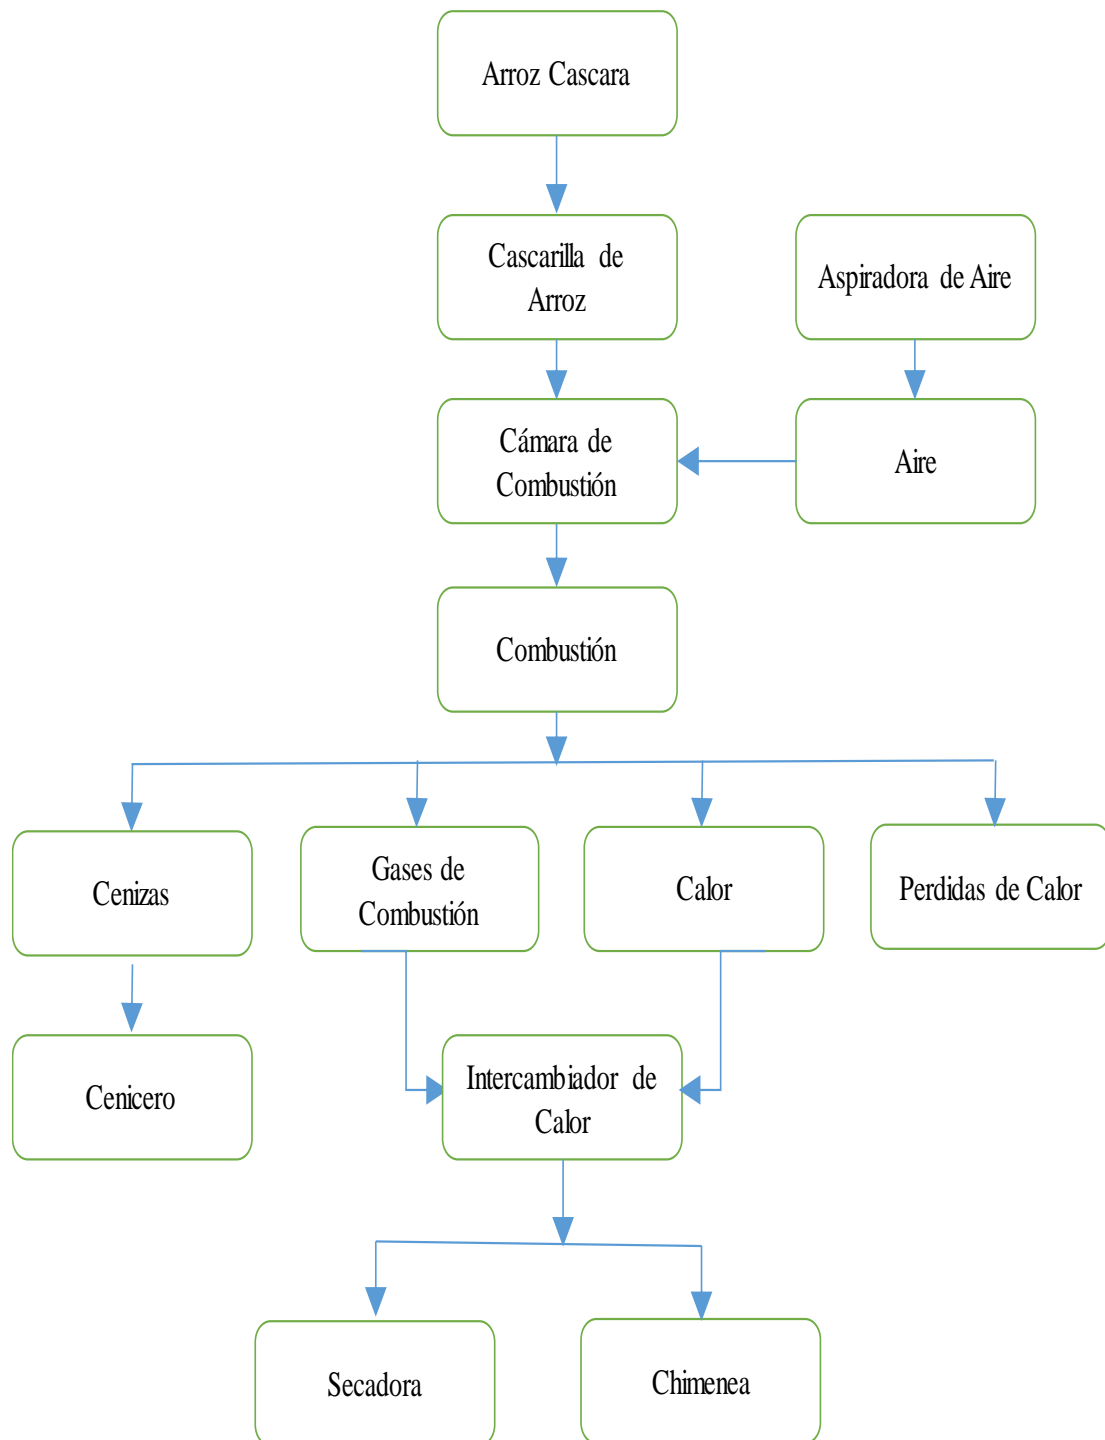 Arroz Cascara
Cascarilla de
Arroz
Aspiradora de Aire
Cámara de
Combustión
Aire
Combustión
Cenizas
Gases de
Combustión
Calor
Perdidas de Calor
Cenicero
Intercambiador de
Calor
Secadora
Chimenea